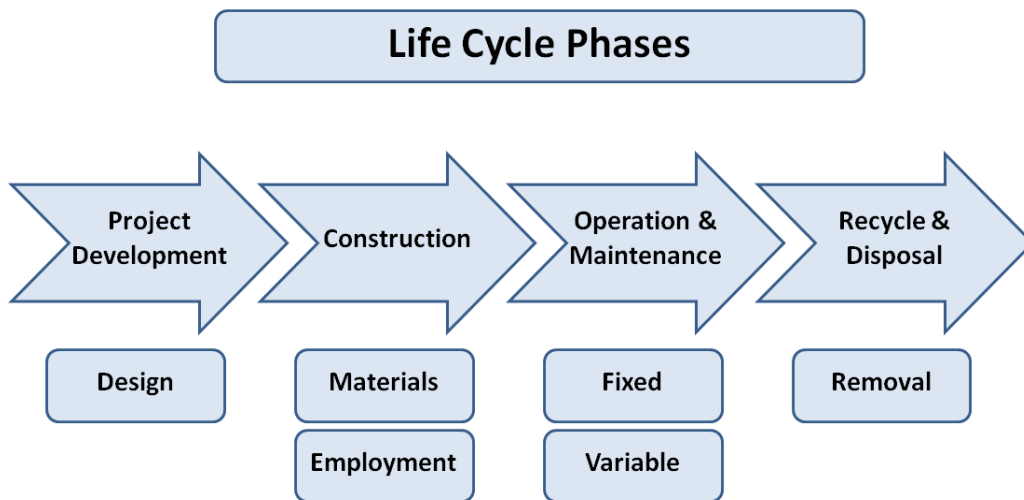 Life Cycle Phases
Project
Development
Construction
Operation &
Maintenance
Recycle &
Disposal
Design
Materials
Fixed
Removal
Employment
Variable